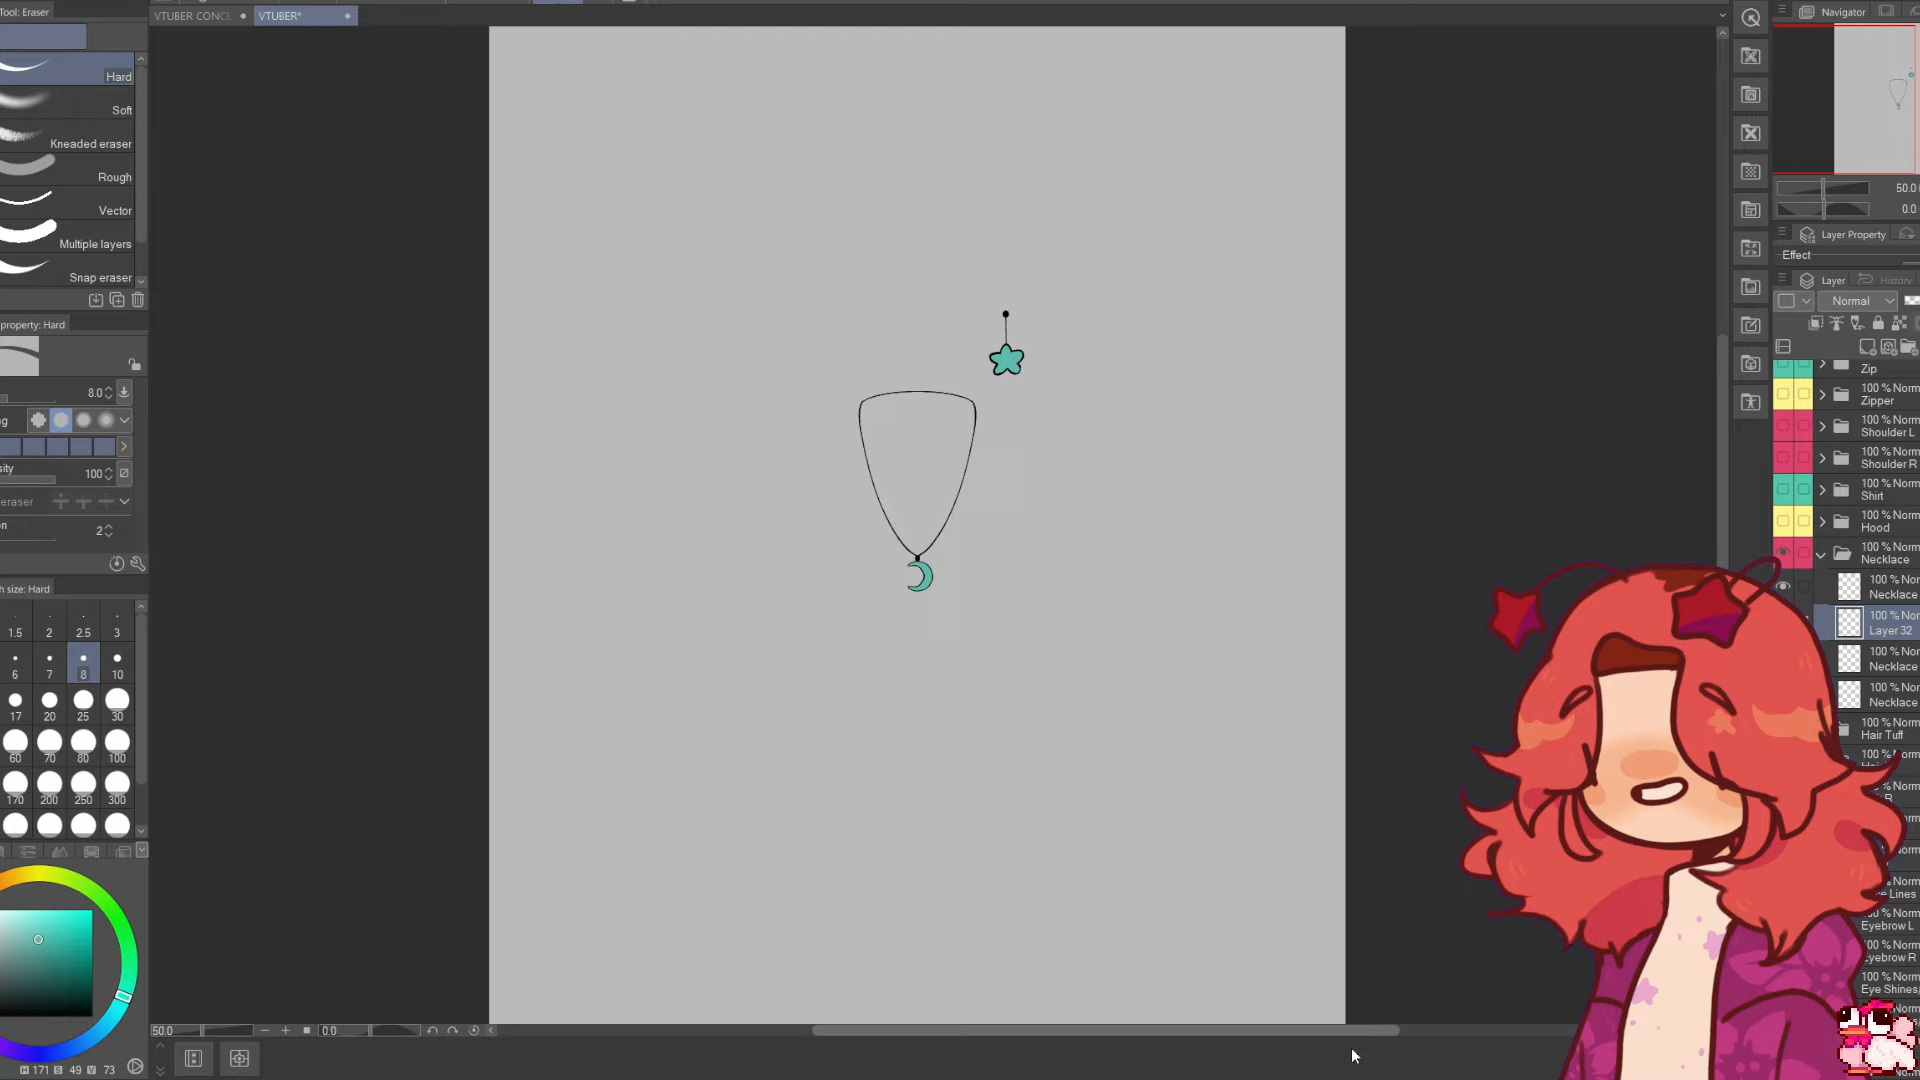 Tool: Eraser
VTUBER CONCE
VTUBER*
Navigator
Hard
Soft
Kneaded eraser
Rough
Vector
Multiple layers
Snap eraser
50.0
0.0
Layer Property
Effect
Layer
History
Normal
property: Hard
8.0
100
eraser
2
Zip
100 % Norm
Zipper
100 % Norm
Shoulder L
100 % Norm
Shoulder R
100 % Norm
Shirt
100 % Norm
Hood
100 % Norm
Necklace
100 % Nor
Necklace
100 % Nor
Layer 32
100 % Nor
Necklace
100 % Nor
Necklace
100 % Norm
Hair Tuff
Lines
Eyebrow L
Eyebrow R
Eye Shines/
h size: Hard
1.5 2 2.5 3
6 7 8 10
17 20 25 30
60 70 80 100
170 200 250 300
50.0
0.0
H 171 S 49 V 73